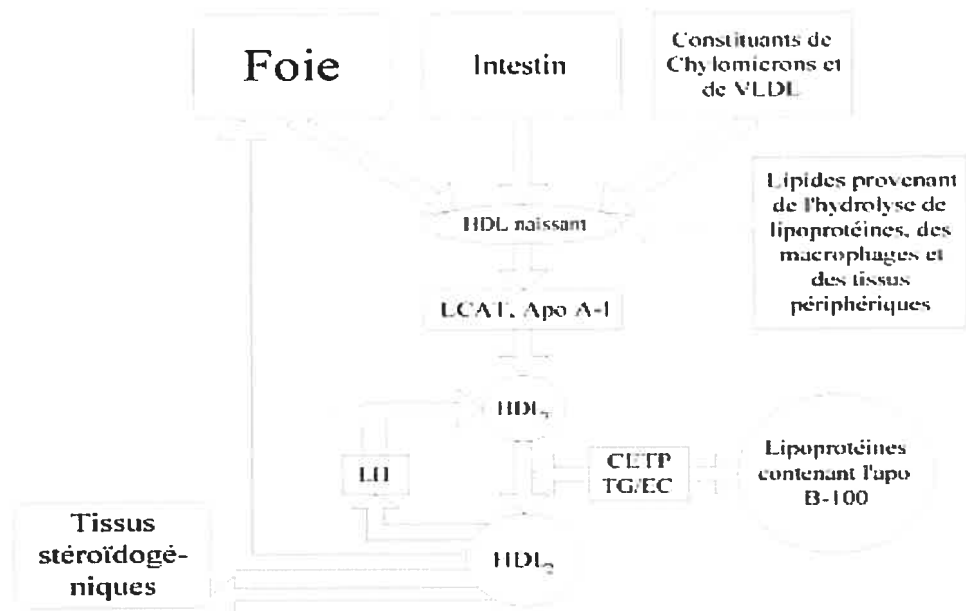 Foie
Intestin
Constituants de
Chylomicrons et
de VLDL
Lipides provenant
de l'hydrolyse de
lipoprotéines, des
macrophages et
des tissus
périphériques
HDL naissant
LCAT, Apo A-I
HDL
LH
CETP
TG/EC
Lipoprotéines
contenant l'apo
B-100
Tissus
stéroïdogé-
niques
HDL₂